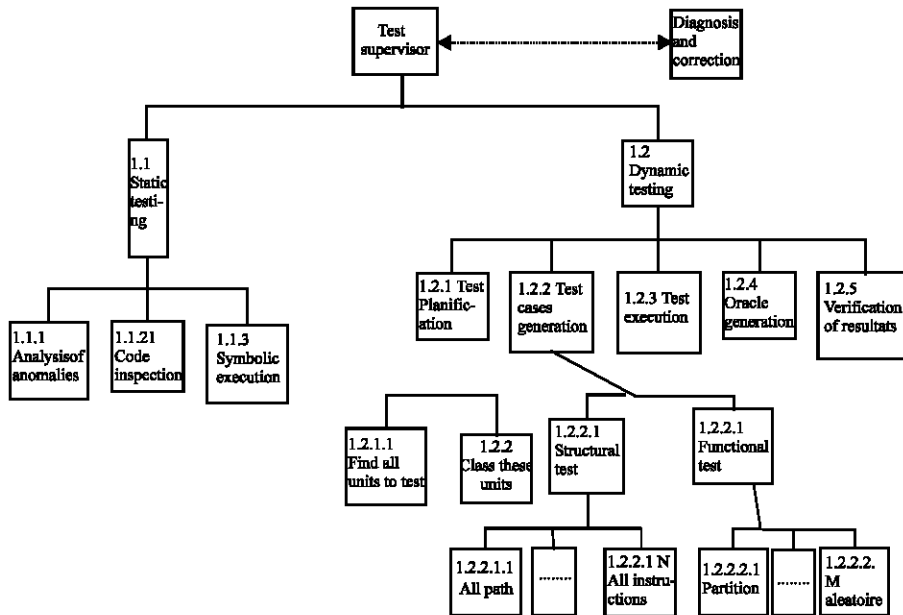 Test
supervisor
Diagnosis
and
correction
1.1
Static
testi-
ng
1.2
Dynamic
testing
1.2.1 Test
Planific-
ation
1.2.2 Test
cases
generation
1.2.3 Test
execution
1.2.4
Oracle
generation
1.2.5
Verification
of resultats
1.1.1
Analysisof
anomalies
1.1.21
Code
inspection
1.1.3
Symbolic
execution
1.2.1.1
Find all
units to test
1.2.2
Class these
units
1.2.2.1
Structural
test
1.2.2.1
Functional
test
1.2.2.1.1
All path
........
1.2.2.1 N
All instru-
ctions
1.2.2.2.1
Partition
........
1.2.2.2.
M
aleatoire